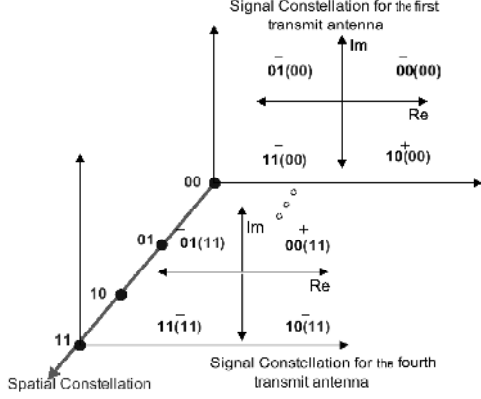 Signal Constellation for the first
transmit antenna
Im
01(00)
00(00)
Re
11(00)
10(00)
00
Im
01
01(11)
00(11)
Re
10
11(11)
10(11)
11
Signal Constellation for the fourth
transmit antenna
Spatial Constellation